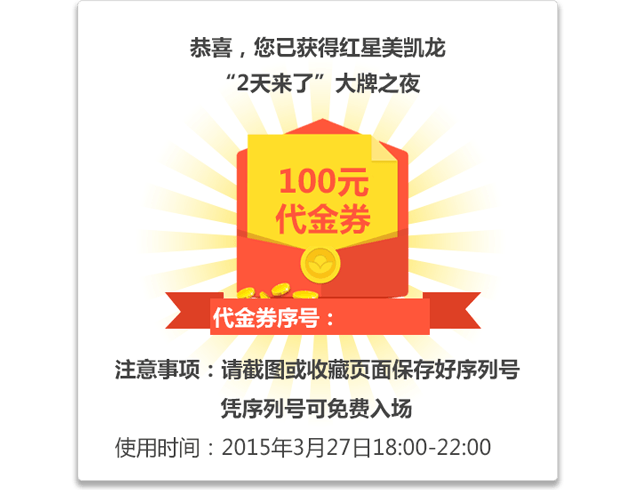 恭喜，您已获得红星美凯龙
“2天来了”大牌之夜
100元
代金券
代金券序号：
注意事项：请截图或收藏页面保存好序列号
凭序列号可免费入场
使用时间：2015年3月27日18:00-22:00